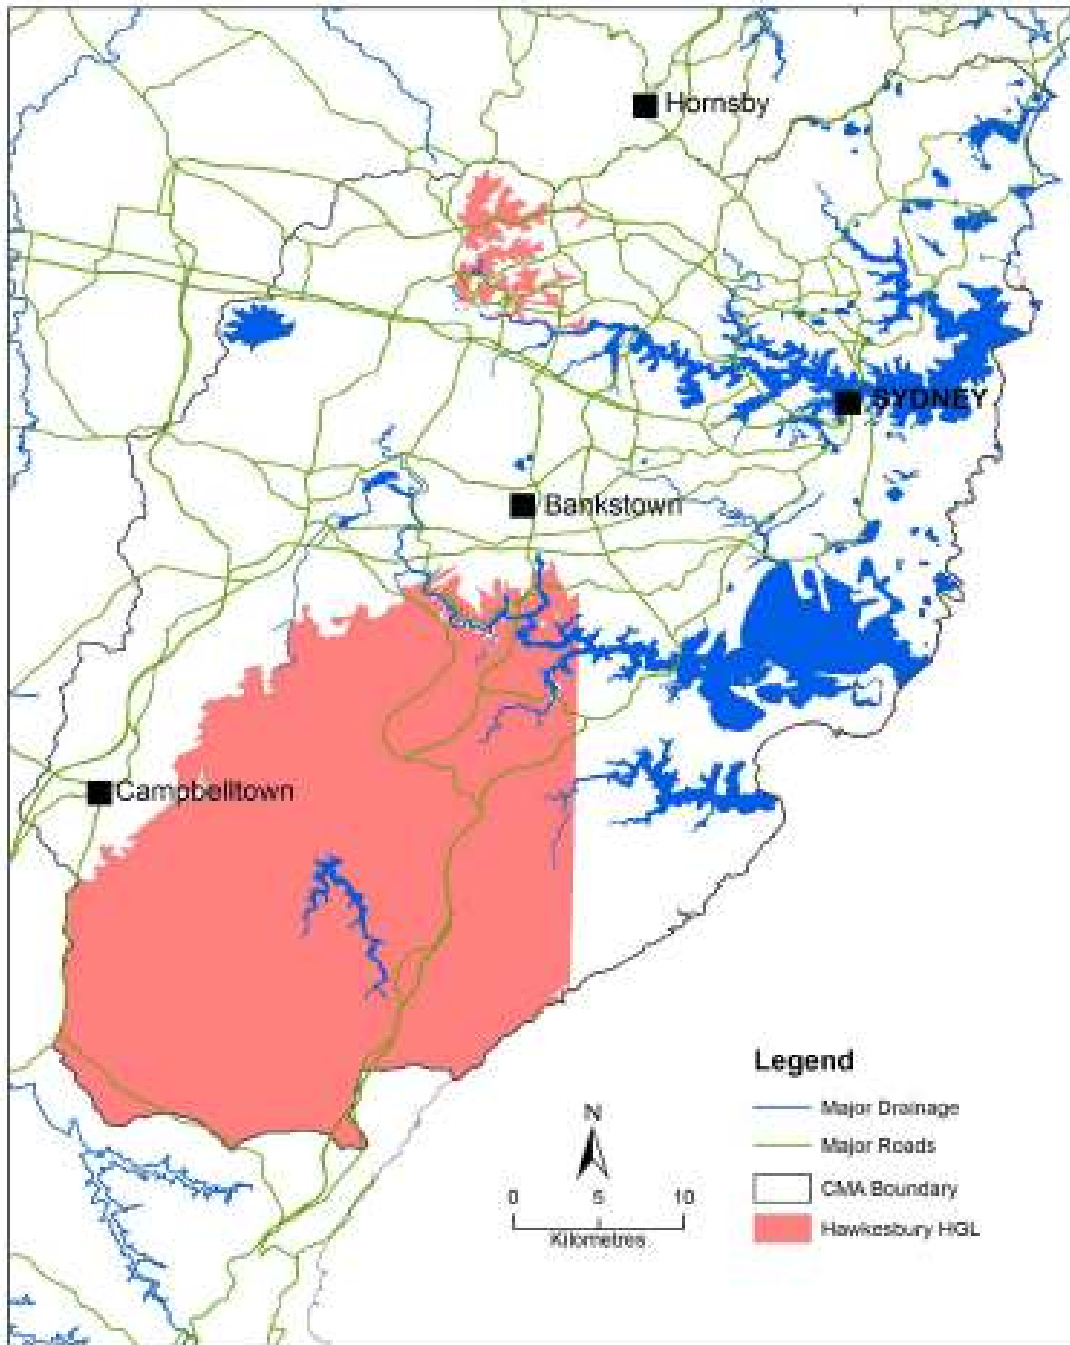 Hornsby
SYDNEY
Bankstown
Campbelltown
Legend
Major Drainage
Major Roads
CMA Boundary
Hawkesbury HGL
N
0 5 10
Kilometres